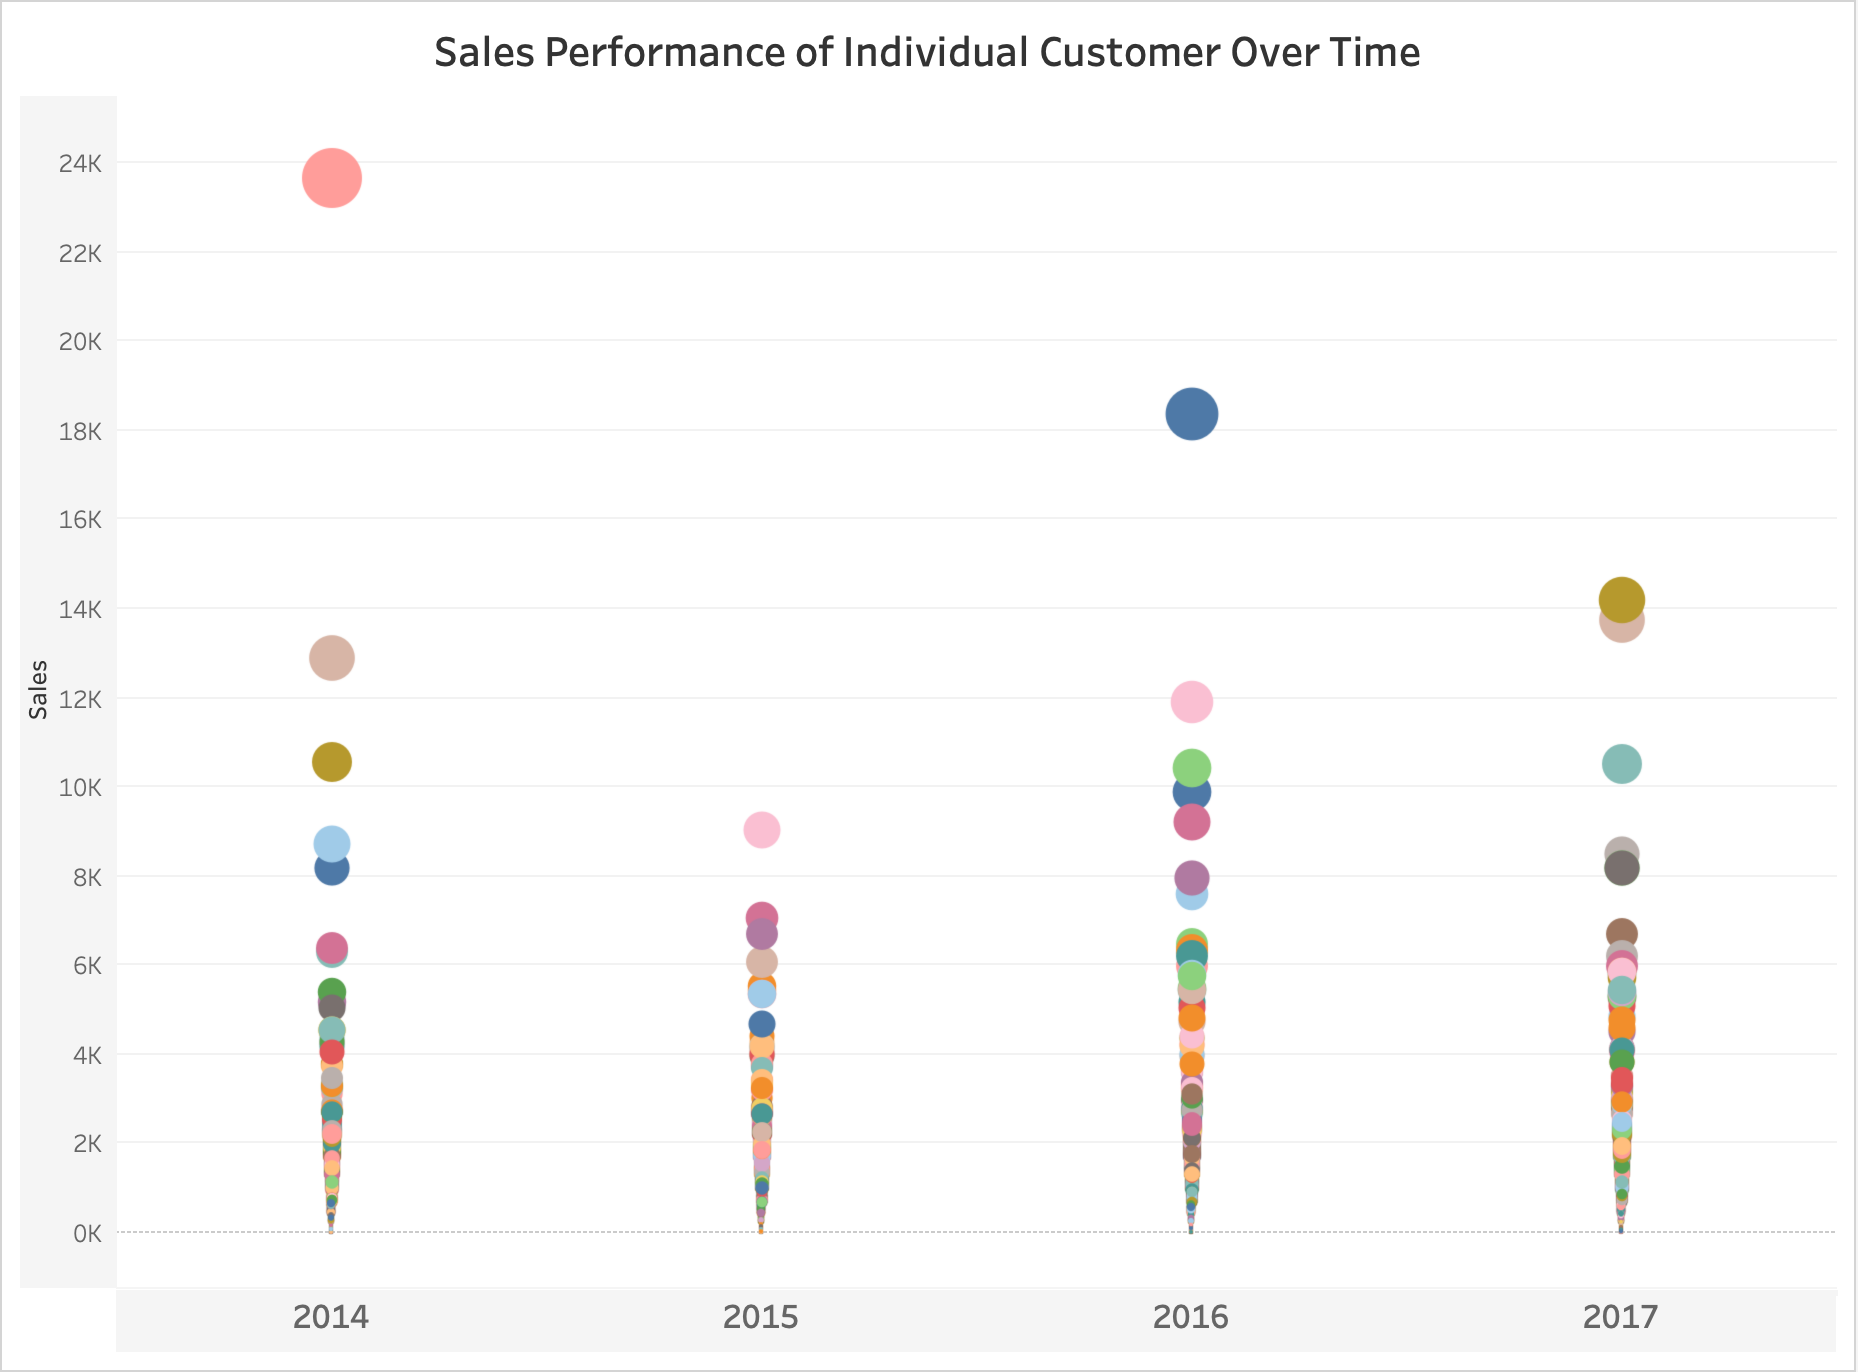 Sales Performance of Individual Customer Over Time
24K
22K
20K
18K
16K
14K
12K
10K
8K
6K
4K
2K
0K
Sales
2014 2015 2016 2017